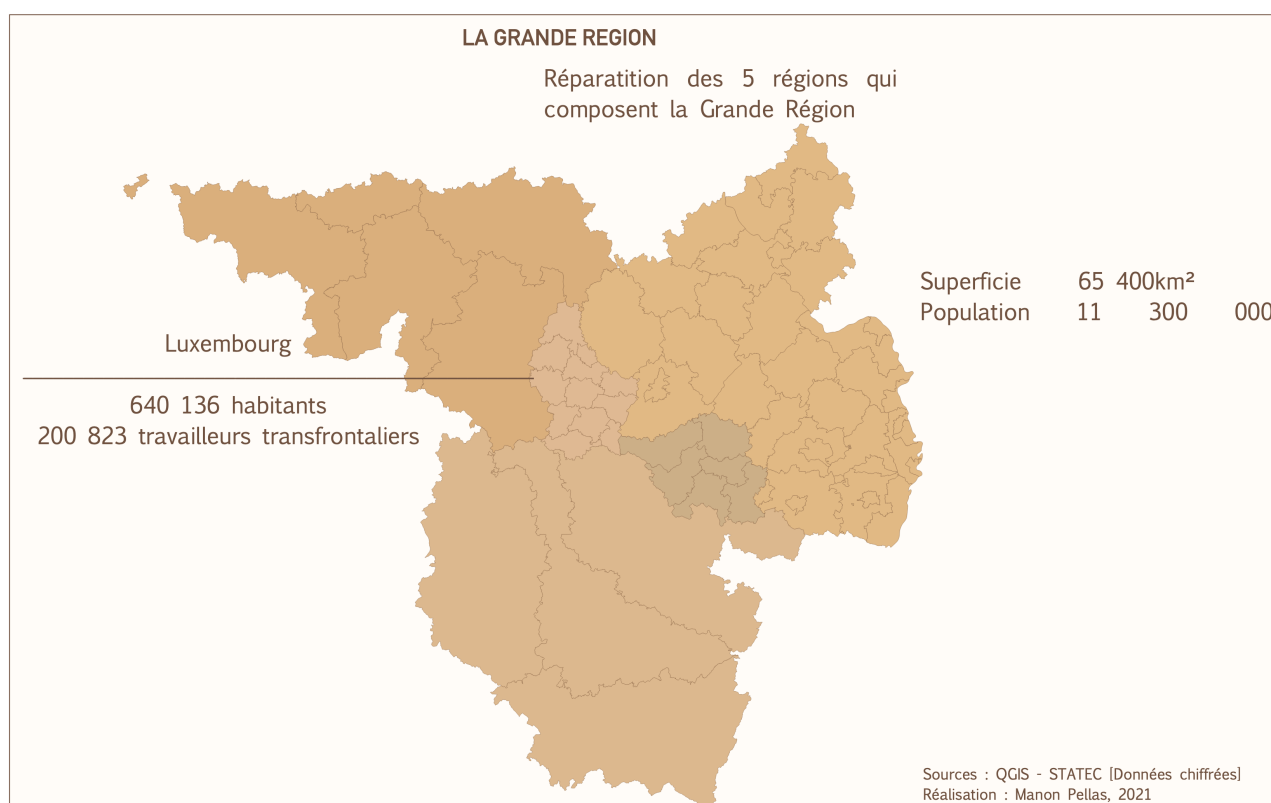 LA GRANDE REGION
Réparatition des 5 régions qui
composent la Grande Région
Superficie 65 400km²
Population 11 300 000
Luxembourg
640 136 habitants
200 823 travailleurs transfrontaliers
Sources : QGIS - STATEC [Données chiffrées]
Réalisation : Manon Pellas, 2021